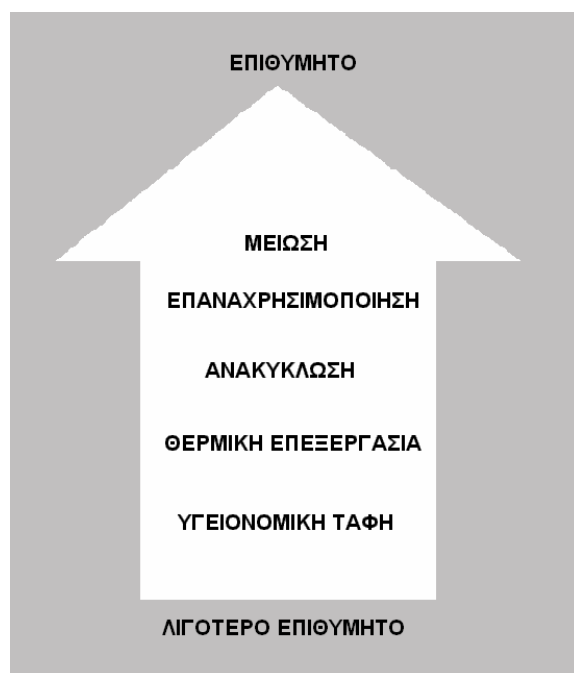 ΕΠΙΘΥΜΗΤΟ
ΜΕΙΩΣΗ
ΕΠΑΝΑΧΡΗΣΙΜΟΠΟΙΗΣΗ
ΑΝΑΚΥΚΛΩΣΗ
ΘΕΡΜΙΚΗ ΕΠΕΞΕΡΓΑΣΙΑ
ΥΓΕΙΟΝΟΜΙΚΗ ΤΑΦΗ
ΛΙΓΟΤΕΡΟ ΕΠΙΘΥΜΗΤΟ